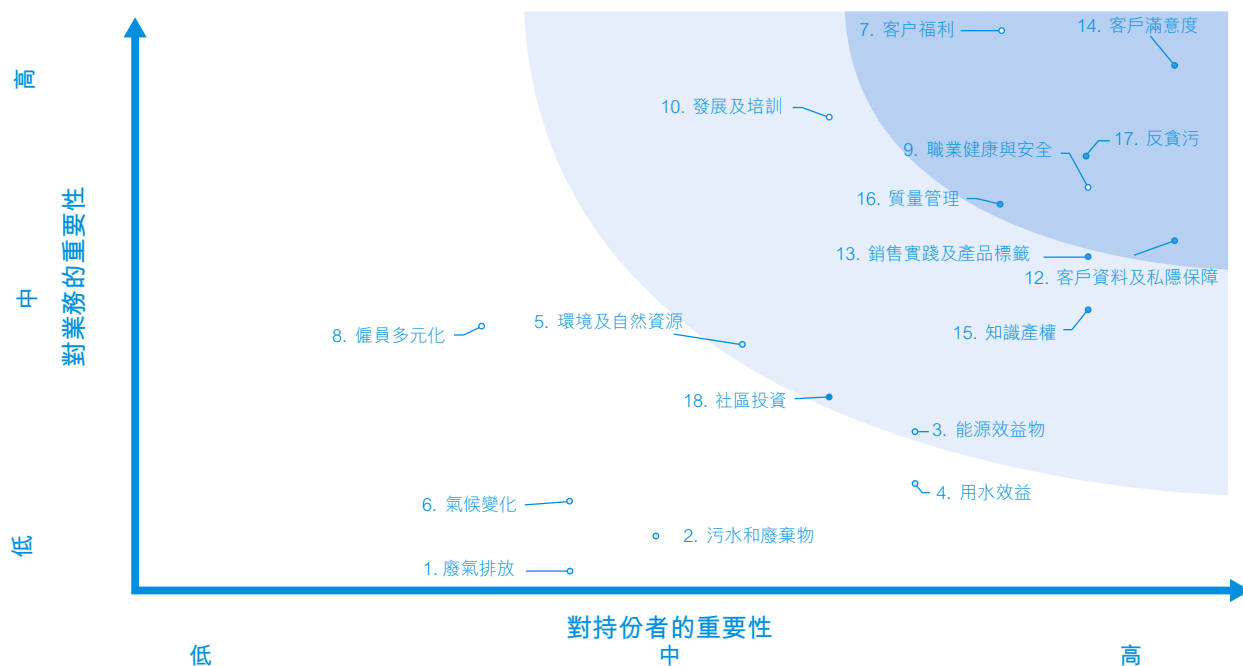 高
7. 客户福利
14. 客戶滿意度
10. 發展及培訓
17. 反貪污
9. 職業健康與安全
16. 質量管理
13. 銷售實踐及產品標籤
12. 客戶資料及私隱保障
中
對業務的重要性
8. 僱員多元化
5. 環境及自然資源
15. 知識產權
18. 社區投資
3. 能源效益物
4. 用水效益
6. 氣候變化
2. 污水和廢棄物
低
1. 廢氣排放
對持份者的重要性
低
中
高